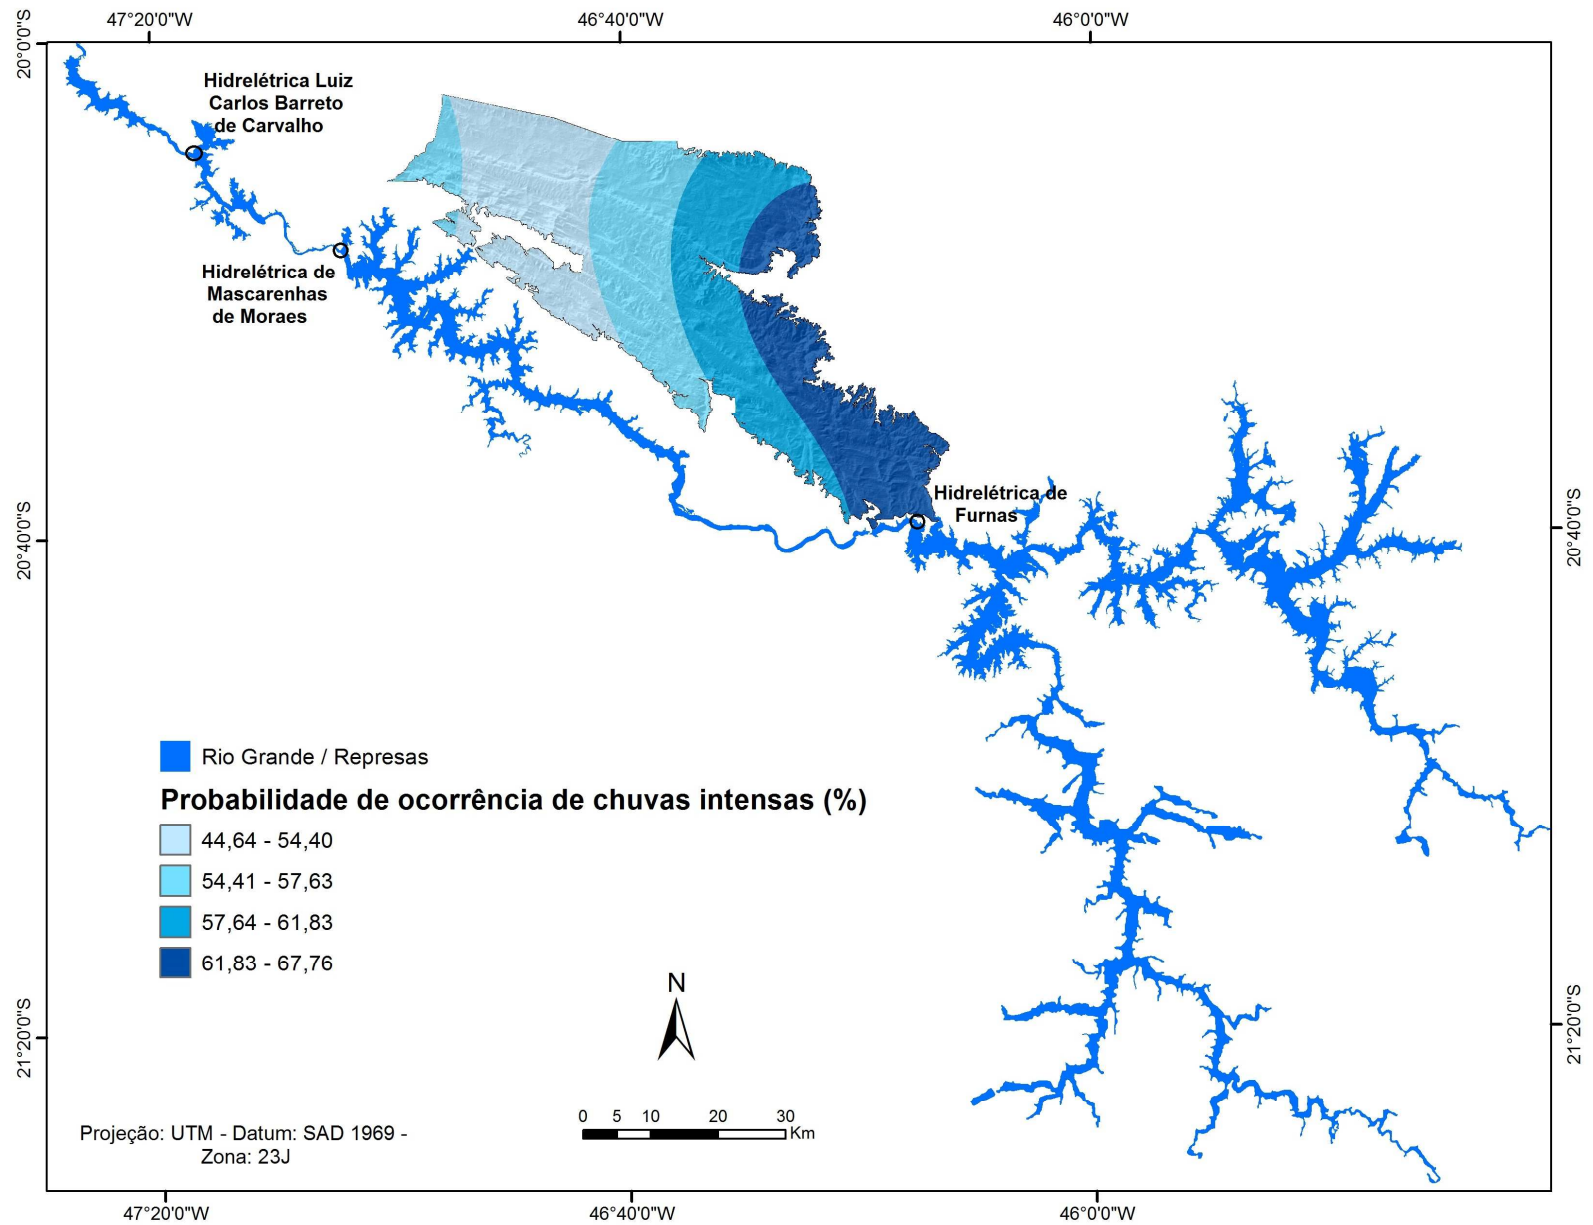 47°20'0"W
46°40'0"W
46°0'0"W
20°0'0"S
Hidrelétrica Luiz
Carlos Barreto
de Carvalho
Hidrelétrica de
Mascarenhas
de Moraes
Hidrelétrica de
Furnas
20°40'0"S
20°40'0"S
Rio Grande / Represas
Probabilidade de ocorrência de chuvas intensas (%)
44,64 - 54,40
54,41 - 57,63
57,64 - 61,83
61,83 - 67,76
N
21°20'0"S
21°20'0"S
0 5 10 20 30
Km
Projeção: UTM - Datum: SAD 1969 -
Zona: 23J
47°20'0"W
46°40'0"W
46°0'0"W